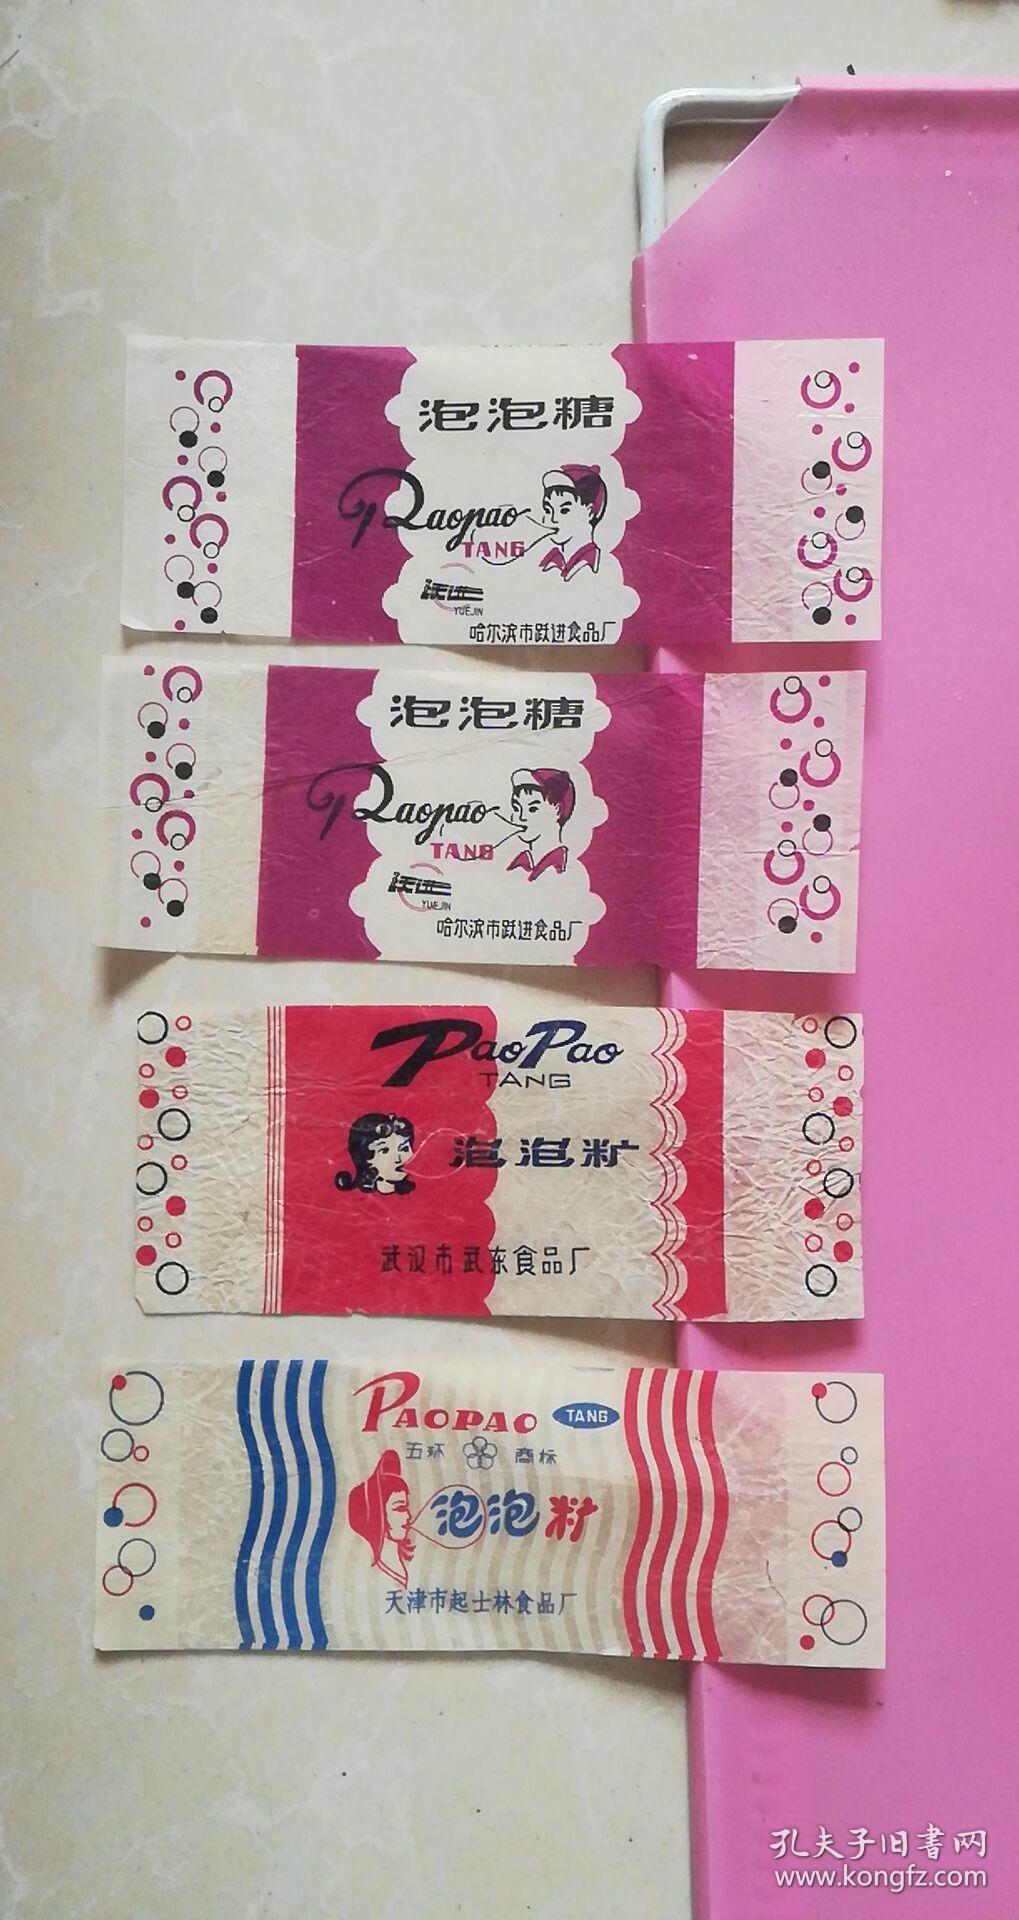 泡泡糖
Paopao
TANG
跃进
YUEJIN
哈尔滨市跃进食品厂
泡泡糖
Paopao
TANG
跃进
YUEJIN
哈尔滨市跃进食品厂
PaoPao
TANG
泡泡籵
武汉市武东食品厂
PAOPAO TANG
五环 商标
泡泡籵
天津市起士林食品厂
孔夫子旧书网
www.kongfz.com